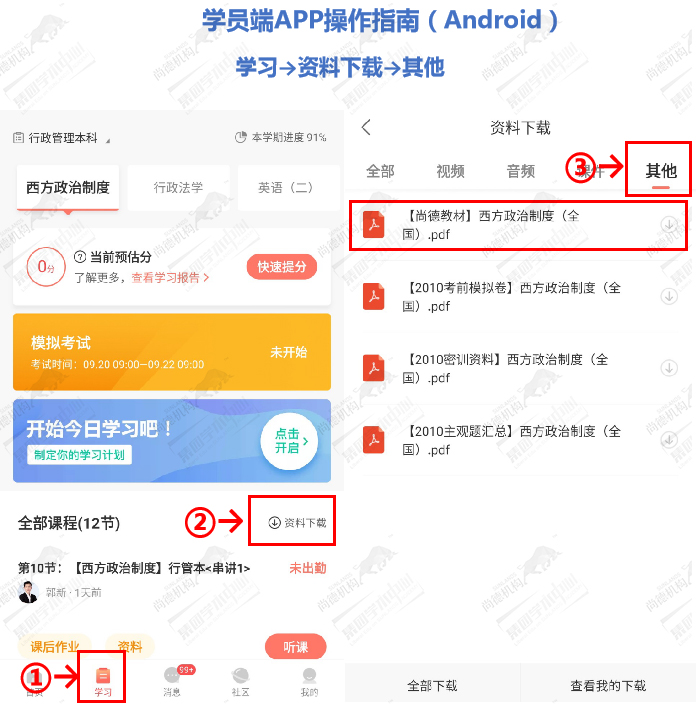 学员端APP操作指南（Android）
学习→资料下载→其他
行政管理本科
本学期进度 91%
西方政治制度
行政法学
英语（二）
0分
? 当前预估分
了解更多，查看学习报告 >
快速提分
模拟考试
考试时间：09.20 09:00—09.22 09:00
未开始
开始今日学习吧！
制定你的学习计划
点击
开启
全部课程(12节)
②→
资料下载
第10节：【西方政治制度】行管本<串讲1>
未出勤
郭新 · 1天前
课后作业
资料
听课
①→
首页
学习
99+
消息
社区
我的
资料下载
全部
视频
音频
课件
③→
其他
【尚德教材】西方政治制度（全
国）.pdf
【2010考前模拟卷】西方政治制度（全
国）.pdf
【2010密训资料】西方政治制度（全
国）.pdf
【2010主观题汇总】西方政治制度（全
国）.pdf
全部下载
查看我的下载
尚德机构